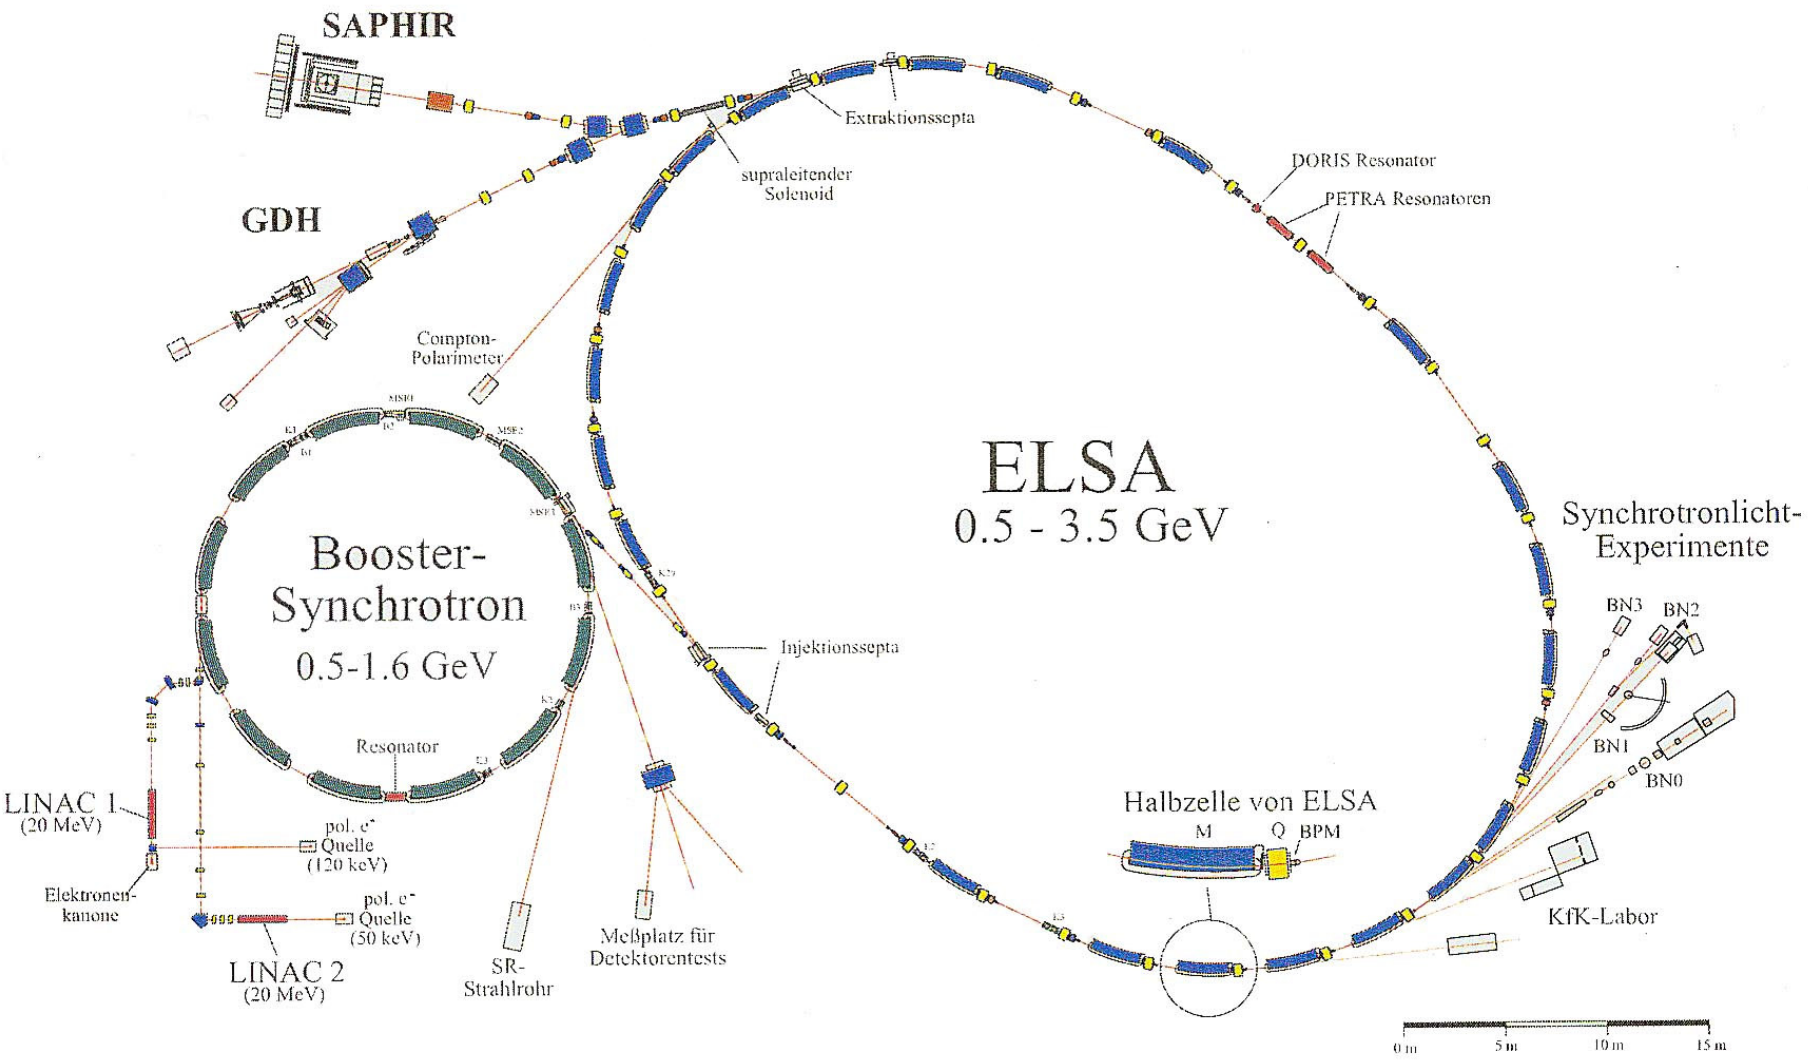 SAPHIR
Extraktionssepta
supraleitender
Solenoid
DORIS Resonator
PETRA Resonatoren
GDH
Compton-
Polarimeter
MSE2
ELSA
0.5 - 3.5 GeV
Synchrotronlicht-
Experimente
Booster-
Synchrotron
0.5-1.6 GeV
BN3
BN2
BN1
BN0
Injektionssepta
Resonator
LINAC 1
(20 MeV)
pol. e-
Quelle
(120 keV)
Elektronen-
kanone
pol. e-
Quelle
(50 keV)
LINAC 2
(20 MeV)
SR-
Strahlrohr
Meßplatz für
Detektorentests
Halbzelle von ELSA
M
Q
BPM
KfK-Labor
0 m
5 m
10 m
15 m